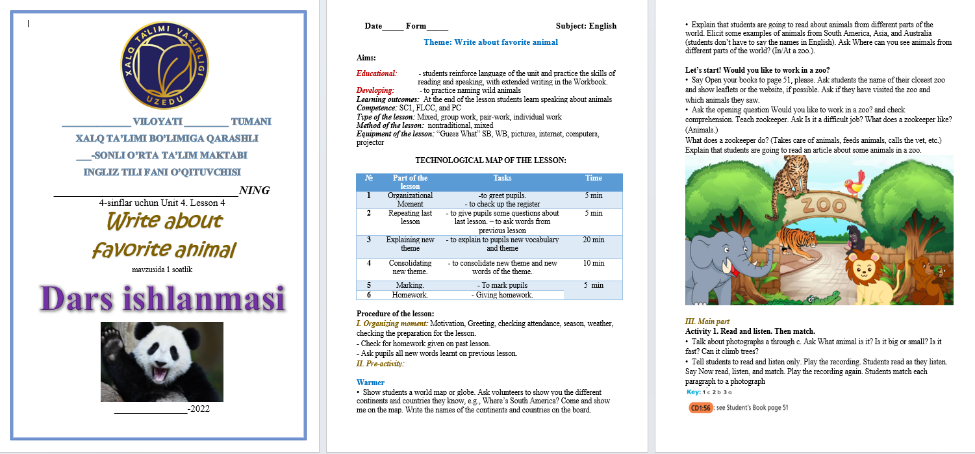 XALQ TA'LIMI VAZIRLIGI
UZEDU
______________ VILOYATI _________ TUMANI
XALQ TA'LIMI BO'LIMIGA QARASHLI
___-SONLI O'RTA TA'LIM MAKTABI
INGLIZ TILI FANI O'QITUVCHISI
______________________________NING
4-sinflar uchun Unit 4. Lesson 4
Write about
favorite animal
mavzusida 1 soatlik
Dars ishlanmasi
_______________-2022
Date_____ Form_____ Subject: English
Theme: Write about favorite animal
Aims:
Educational: - students reinforce language of the unit and practice the skills of
reading and speaking, with extended writing in the Workbook.
Developing: - to practice naming wild animals
Learning outcomes: At the end of the lesson students learn speaking about animals
Competence: SC1, FLCC, and PC
Type of the lesson: Mixed, group work, pair-work, individual work
Method of the lesson: nontraditional, mixed
Equipment of the lesson: "Guess What" SB, WB, pictures, internet, computers,
projector
TECHNOLOGICAL MAP OF THE LESSON:
№ Part of the lesson Tasks Time
1 Organizational Moment -to greet pupils. - to check up the register 5 min
2 Repeating last lesson - to give pupils some questions about last lesson. – to ask words from previous lesson 5 min
3 Explaining new theme - to explain to pupils new vocabulary and theme 20 min
4 Consolidating new theme. - to consolidate new theme and new words of the theme. 10 min
5 Marking. - To mark pupils 5 min
6 Homework. - Giving homework.
Procedure of the lesson:
I. Organizing moment: Motivation, Greeting, checking attendance, season, weather,
checking the preparation for the lesson.
- Check for homework given on past lesson.
- Ask pupils all new words learnt on previous lesson.
II. Pre-activity:
Warmer
• Show students a world map or globe. Ask volunteers to show you the different
continents and countries they know, e.g., Where's South America? Come and show
me on the map. Write the names of the continents and countries on the board.
• Explain that students are going to read about animals from different parts of the
world. Elicit some examples of animals from South America, Asia, and Australia
(students don't have to say the names in English). Ask Where can you see animals from
different parts of the world? (In/At a zoo.).
Let's start! Would you like to work in a zoo?
• Say Open your books to page 51, please. Ask students the name of their closest zoo
and show leaflets or the website, if possible. Ask if they have visited the zoo and
which animals they saw.
• Ask the opening question Would you like to work in a zoo? and check
comprehension. Teach zookeeper. Ask Is it a difficult job? What does a zookeeper like?
(Animals.)
What does a zookeeper do? (Takes care of animals, feeds animals, calls the vet, etc.)
Explain that students are going to read an article about some animals in a zoo.
ZOO
III. Main part
Activity 1. Read and listen. Then match.
• Talk about photographs a through c. Ask What animal is it? Is it big or small? Is it
fast? Can it climb trees?
• Tell students to read and listen only. Play the recording. Students read as they listen.
Say Now read, listen, and match. Play the recording again. Students match each
paragraph to a photograph
Key: 1 c 2 b 3 a
CD1:56 : see Student's Book page 51